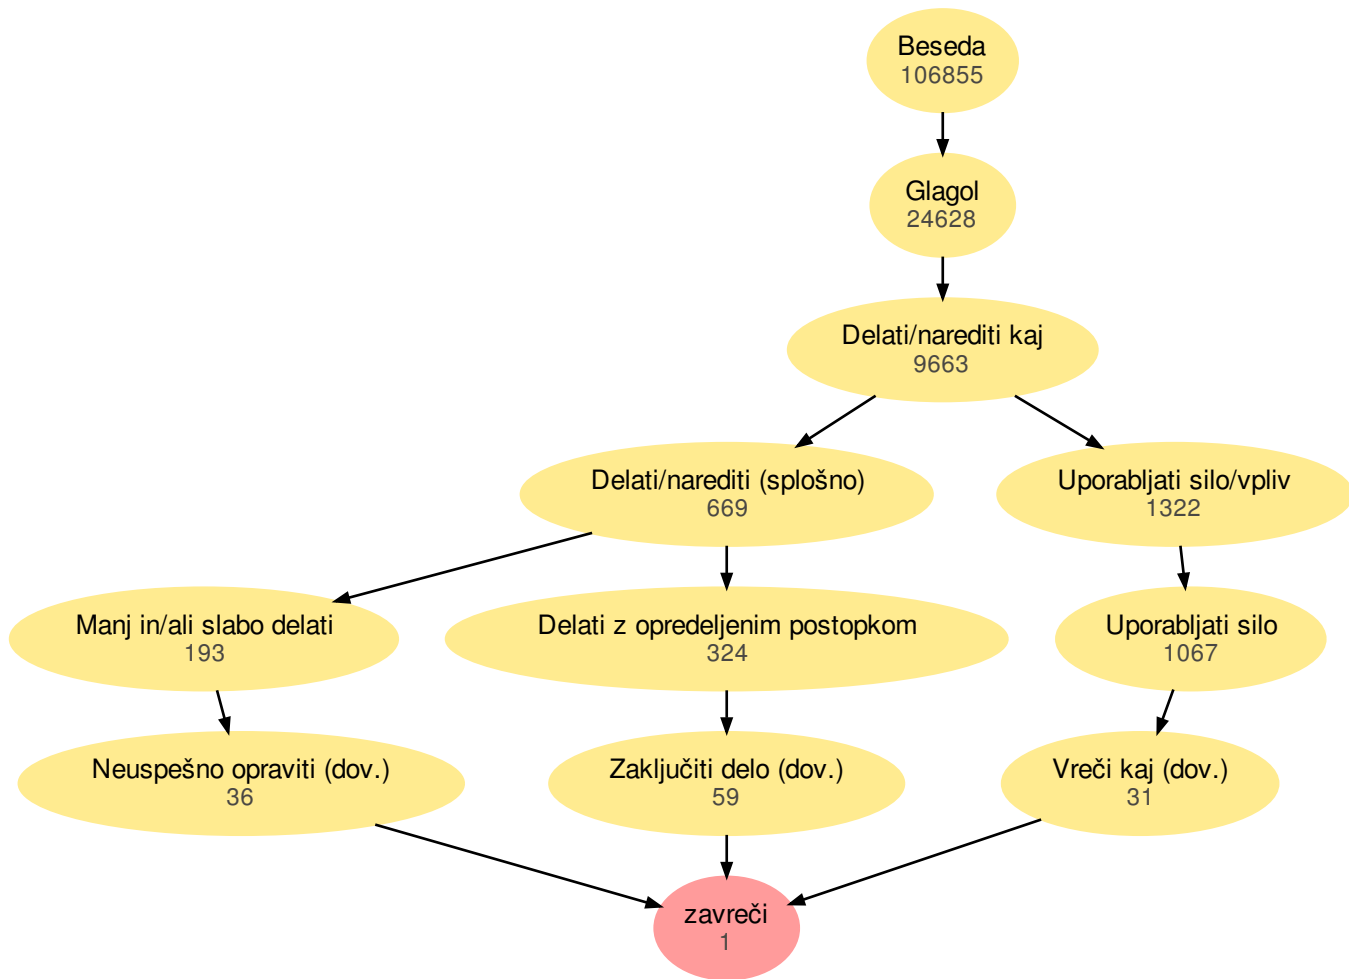 Beseda
106855
Glagol
24628
Delati/narediti kaj
9663
Delati/narediti (splošno)
669
Uporabljati silo/vpliv
1322
Manj in/ali slabo delati
193
Delati z opredeljenim postopkom
324
Uporabljati silo
1067
Neuspešno opraviti (dov.)
36
Zaključiti delo (dov.)
59
Vreči kaj (dov.)
31
zavreči
1